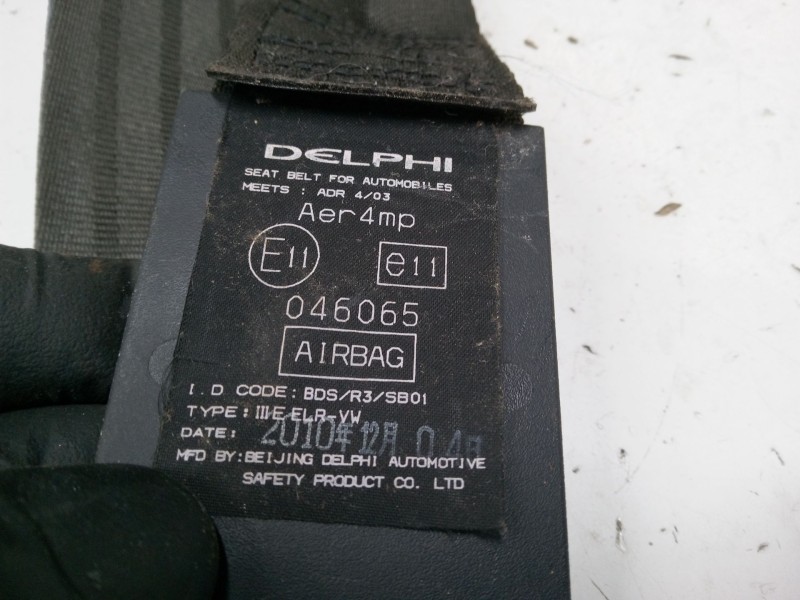 DELPHI
SEAT BELT FOR AUTOMOBILES
MEETS : ADR 4/03
Aer4mp
E11 e11
046065
AIRBAG
I.D CODE: BDS/R3/SB01
TYPE: IIIE ELR-VW
DATE: 2010年12月04日
MFD BY:BEIJING DELPHI AUTOMOTIVE
SAFETY PRODUCT CO. LTD